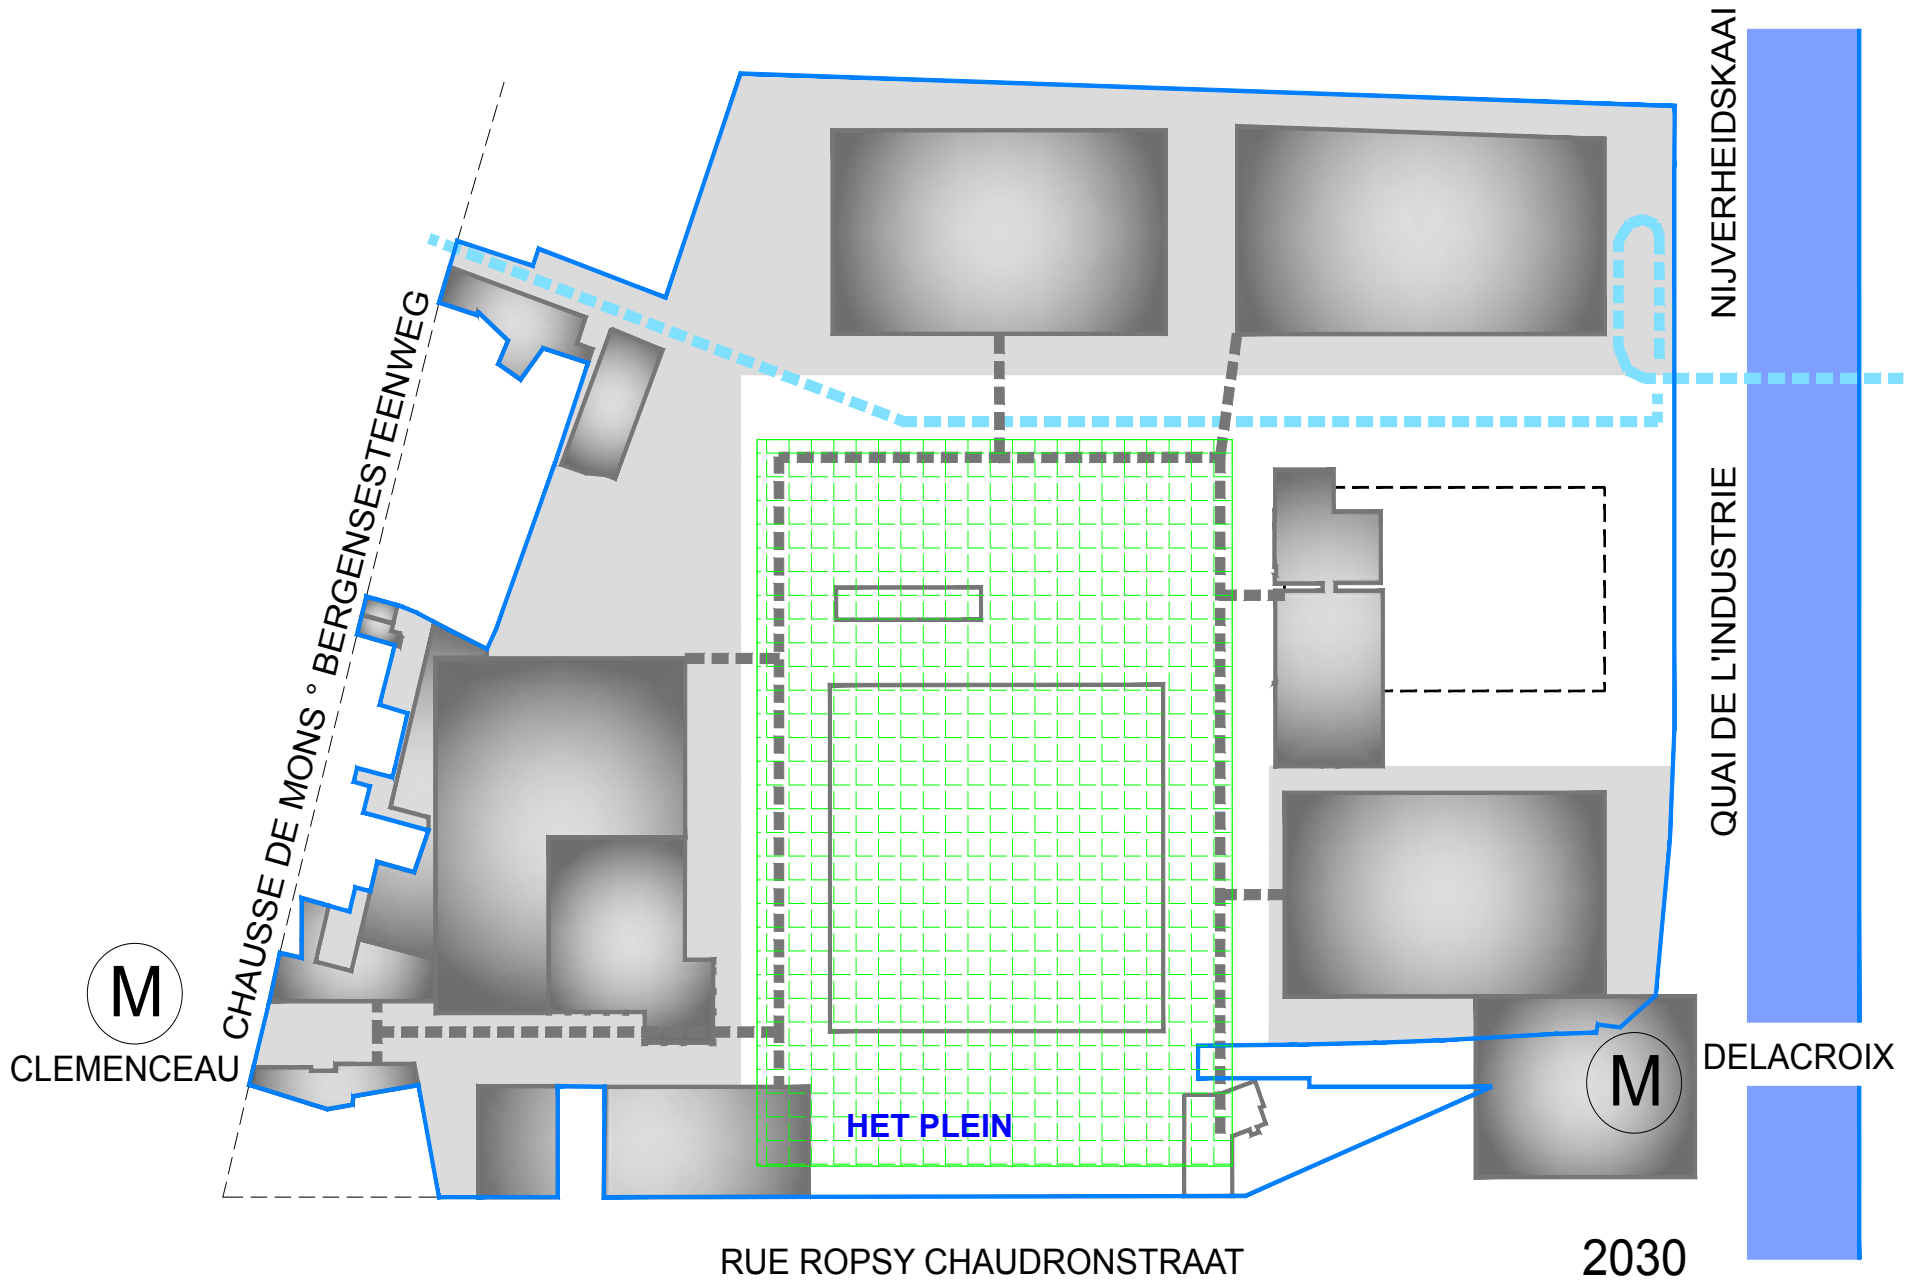 NIJVERHEIDSKAAI
QUAI DE L'INDUSTRIE
CHAUSSE DE MONS ° BERGENSESTEENWEG
M
CLEMENCEAU
M
DELACROIX
HET PLEIN
RUE ROPSY CHAUDRONSTRAAT
2030